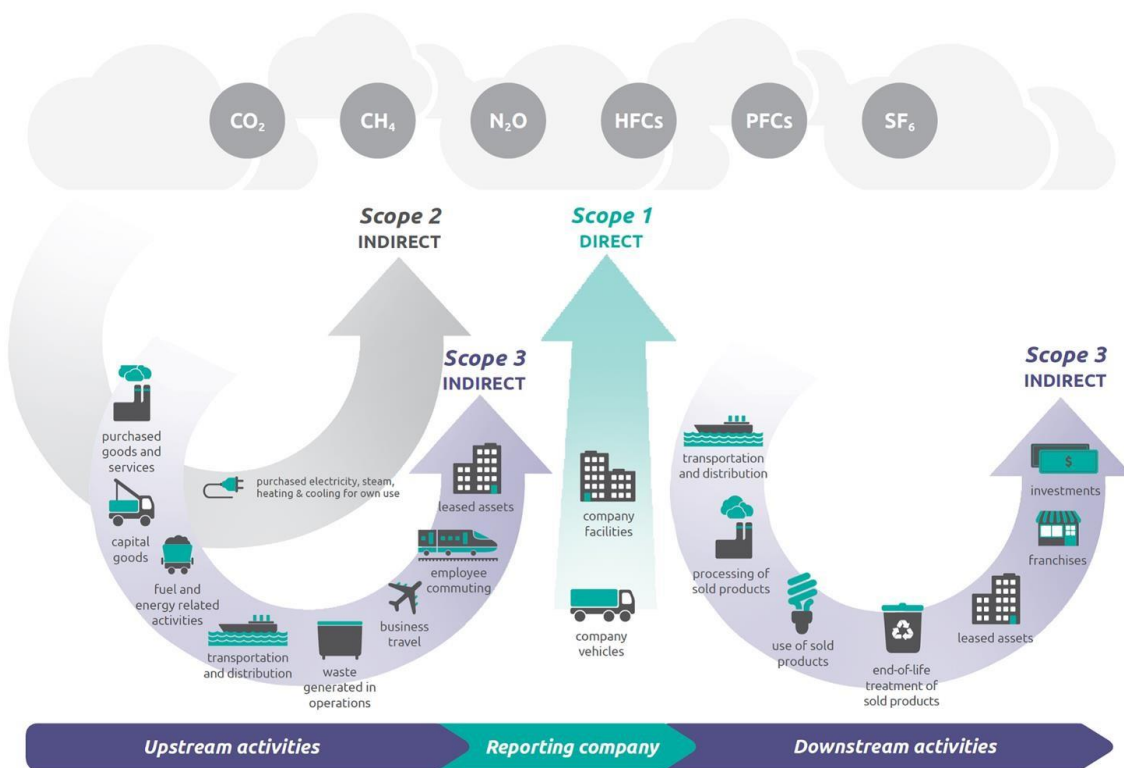 CO₂
CH₄
N₂O
HFCs
PFCs
SF₆
Scope 2
INDIRECT
Scope 1
DIRECT
Scope 3
INDIRECT
Scope 3
INDIRECT
purchased
goods and
services
capital
goods
fuel and
energy related
activities
purchased electricity, steam,
heating & cooling for own use
transportation
and distribution
waste
generated in
operations
business
travel
employee
commuting
leased assets
company
facilities
company
vehicles
transportation
and distribution
processing of
sold products
use of sold
products
end-of-life
treatment of
sold products
leased assets
franchises
$
investments
Upstream activities
Reporting company
Downstream activities